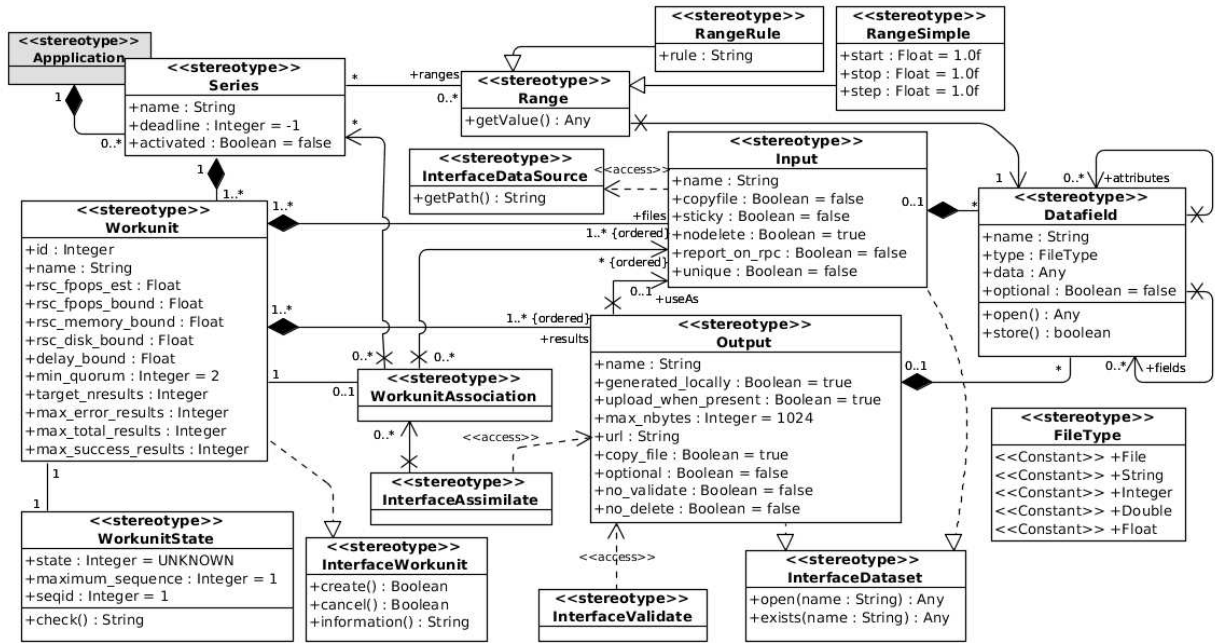 <<stereotype>>
Appplication
1
0..*
<<stereotype>>
Series
+name : String
+deadline : Integer = -1
+activated : Boolean = false
*
+ranges
0..*
*
1
1..*
<<stereotype>>
RangeRule
+rule : String
<<stereotype>>
RangeSimple
+start : Float = 1.0f
+stop : Float = 1.0f
+step : Float = 1.0f
<<stereotype>>
Range
+getValue() : Any
<<stereotype>>
InterfaceDataSource
+getPath() : String
<<access>>
<<stereotype>>
Input
+name : String
+copyfile : Boolean = false
+sticky : Boolean = false
+nodelete : Boolean = true
+report_on_rpc : Boolean = false
+unique : Boolean = false
0..1
*
1
0..*
+attributes
<<stereotype>>
Datafield
+name : String
+type : FileType
+data : Any
+optional : Boolean = false
+open() : Any
+store() : boolean
0..*
+fields
*
<<stereotype>>
Workunit
+id : Integer
+name : String
+rsc_fpops_est : Float
+rsc_fpops_bound : Float
+rsc_memory_bound : Float
+rsc_disk_bound : Float
+delay_bound : Float
+min_quorum : Integer = 2
+target_nresults : Integer
+max_error_results : Integer
+max_total_results : Integer
+max_success_results : Integer
1..*
+files
1..* {ordered}
* {ordered}
0..1
+useAs
1..*
1..* {ordered}
+results
1
0..1
0..*
0..*
<<stereotype>>
WorkunitAssociation
0..*
<<access>>
<<stereotype>>
InterfaceAssimilate
<<stereotype>>
Output
+name : String
+generated_locally : Boolean = true
+upload_when_present : Boolean = true
+max_nbytes : Integer = 1024
+url : String
+copy_file : Boolean = true
+optional : Boolean = false
+no_validate : Boolean = false
+no_delete : Boolean = false
0..1
<<stereotype>>
FileType
<<Constant>> +File
<<Constant>> +String
<<Constant>> +Integer
<<Constant>> +Double
<<Constant>> +Float
1
1
<<stereotype>>
WorkunitState
+state : Integer = UNKNOWN
+maximum_sequence : Integer = 1
+seqid : Integer = 1
+check() : String
<<stereotype>>
InterfaceWorkunit
+create() : Boolean
+cancel() : Boolean
+information() : String
<<access>>
<<stereotype>>
InterfaceValidate
<<stereotype>>
InterfaceDataset
+open(name : String) : Any
+exists(name : String) : Any